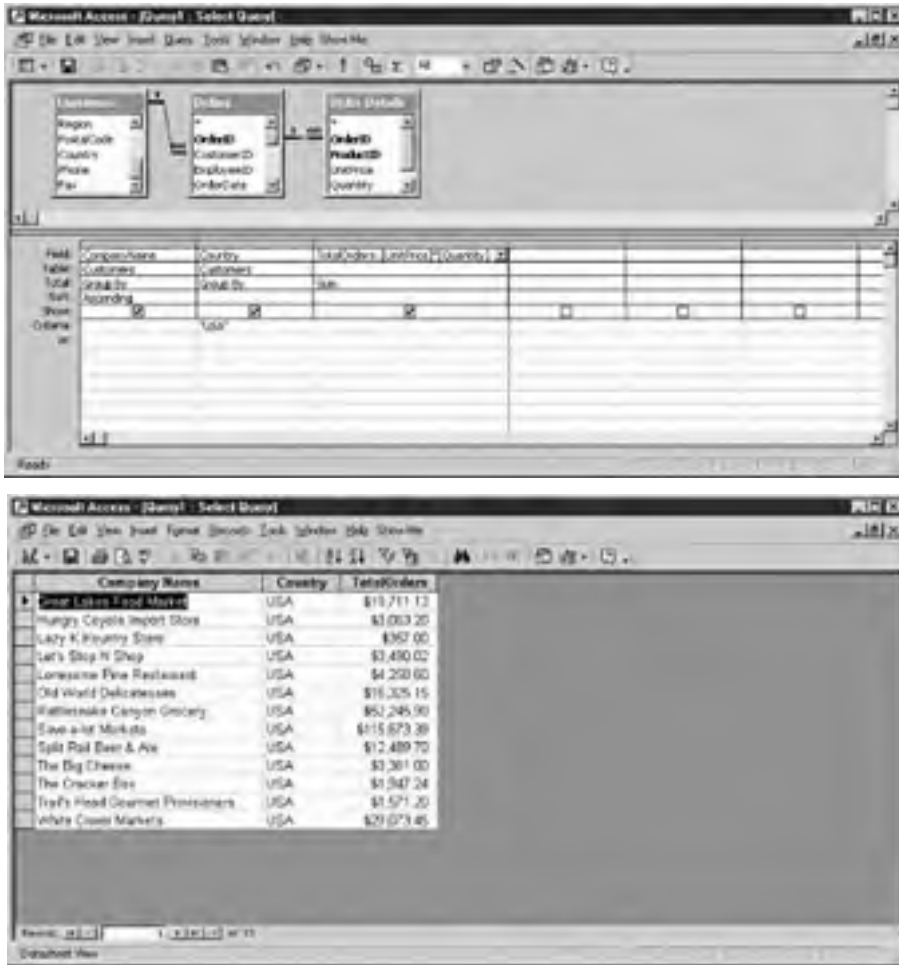 Microsoft Access - [Query1 : Select Query]
File Edit View Insert Query Tools Window Help Show Me
All
Customers
Region
PostalCode
Country
Phone
Fax
Orders
*
OrderID
CustomerID
EmployeeID
OrderDate
Order Details
*
OrderID
ProductID
UnitPrice
Quantity
Field: CompanyName Country TotalOrders: [UnitPrice]*[Quantity]
Table: Customers Customers
Total: Group By Group By Sum
Sort: Ascending
Show:
Criteria: "USA"
or:
Ready
Microsoft Access - [Query1 : Select Query]
File Edit View Insert Format Records Tools Window Help Show Me
Company Name Country TotalOrders
Great Lakes Food Market USA $19,711.13
Hungry Coyote Import Store USA $3,063.20
Lazy K Kountry Store USA $357.00
Let's Stop N Shop USA $3,490.02
Lonesome Pine Restaurant USA $4,258.60
Old World Delicatessen USA $16,325.15
Rattlesnake Canyon Grocery USA $52,245.90
Save-a-lot Markets USA $115,673.39
Split Rail Beer & Ale USA $12,489.70
The Big Cheese USA $3,361.00
The Cracker Box USA $1,947.24
Trail's Head Gourmet Provisioners USA $1,571.20
White Clover Markets USA $29,073.45
Record: 1 of 13
Datasheet View